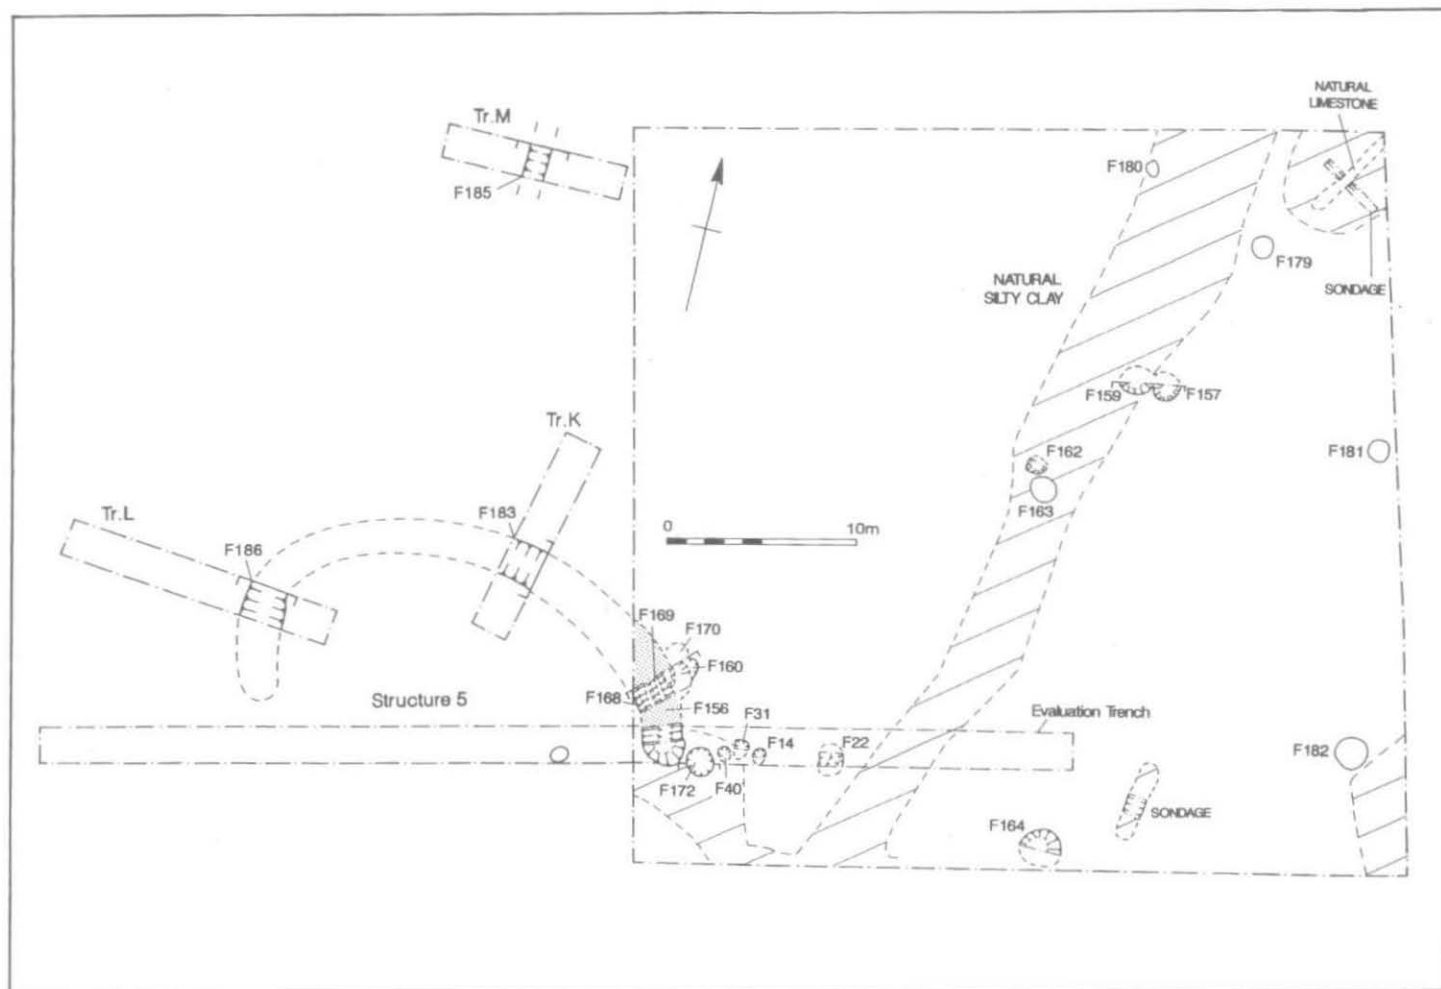 NATURAL
LIMESTONE
Tr.M
F180
F185
F179
NATURAL
SILTY CLAY
SONDAGE
F159
F157
Tr.K
F162
F181
F163
Tr.L
F183
0 10m
F186
F169
F170
F160
F168
Structure 5
F156
F31
Evaluation Trench
F14
F22
F182
F172
F40
SONDAGE
F164